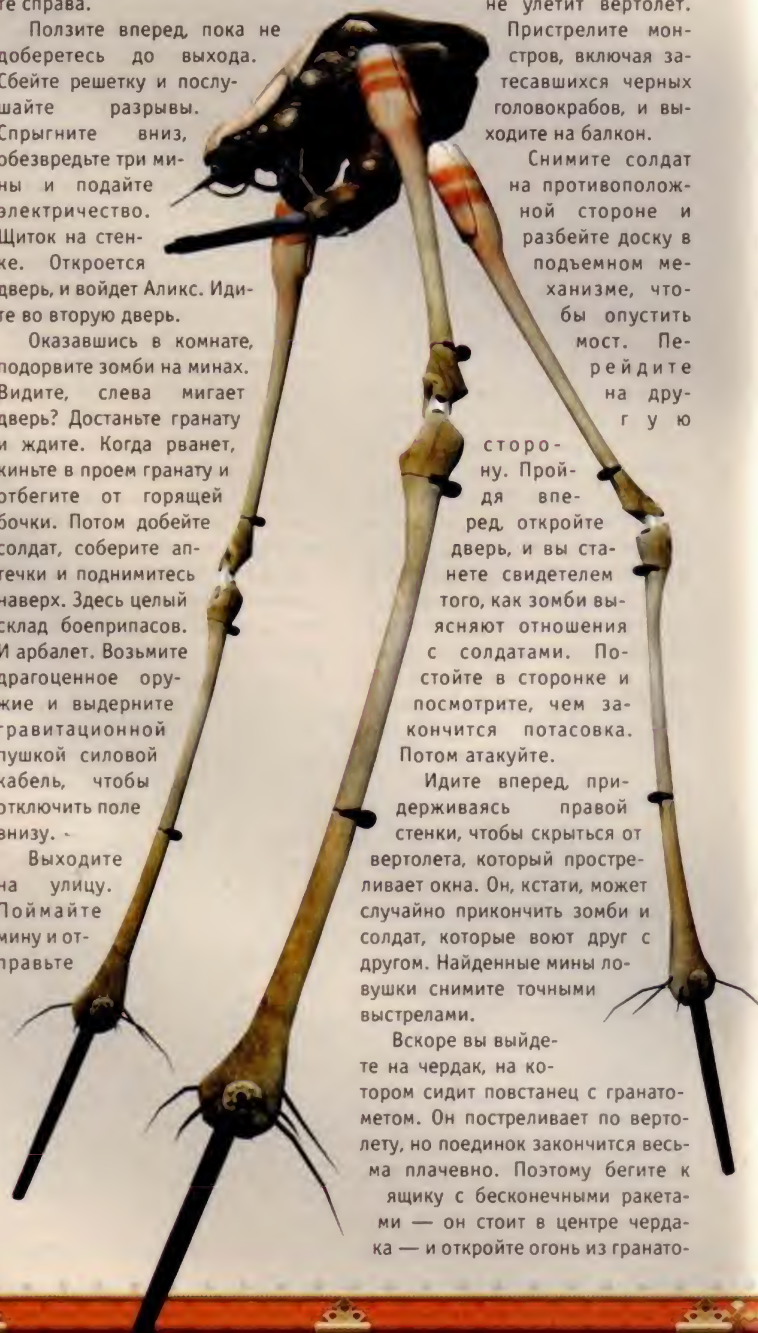 те справа.
Ползите вперед, пока не
доберетесь до выхода.
Сбейте решетку и послу-
шайте разрывы.
Спрыгните вниз,
обезвредьте три ми-
ны и подайте
электричество.
Щиток на стен-
ке. Откроется
дверь, и войдет Аликс. Иди-
те во вторую дверь.
Оказавшись в комнате,
подорвите зомби на минах.
Видите, слева мигает
дверь? Достаньте гранату
и ждите. Когда рванет,
киньте в проем гранату и
отбегите от горящей
бочки. Потом добейте
солдат, соберите ап-
течки и поднимитесь
наверх. Здесь целый
склад боеприпасов.
И арбалет. Возьмите
драгоценное ору-
жие и выдерните
гравитационной
пушкой силовой
кабель, чтобы
отключить поле
внизу.
Выходите
на улицу.
Поймайте
мину и от-
правьте
не улетит вертолет.
Пристрелите мон-
стров, включая за-
тесавшихся черных
головокрабов, и вы-
ходите на балкон.
Снимите солдат
на противополож-
ной стороне и
разбейте доску в
подъемном ме-
ханизме, что-
бы опустить
мост. Пе-
рейдите
на дру-
гую
сторо-
ну. Прой-
дя впе-
ред, откройте
дверь, и вы ста-
нете свидетелем
того, как зомби вы-
ясняют отношения
с солдатами. По-
стойте в сторонке и
посмотрите, чем за-
кончится потасовка.
Потом атакуйте.
Идите вперед, при-
держиваясь правой
стенки, чтобы скрыться от
вертолета, который простре-
ливает окна. Он, кстати, может
случайно прикончить зомби и
солдат, которые воют друг с
другом. Найденные мины ло-
вушки снимите точными
выстрелами.
Вскоре вы выйде-
те на чердак, на ко-
тором сидит повстанец с гранато-
метом. Он постреливает по верто-
лету, но поединок закончится весь-
ма плачевно. Поэтому бегите к
ящику с бесконечными ракета-
ми — он стоит в центре черда-
ка — и откройте огонь из гранато-